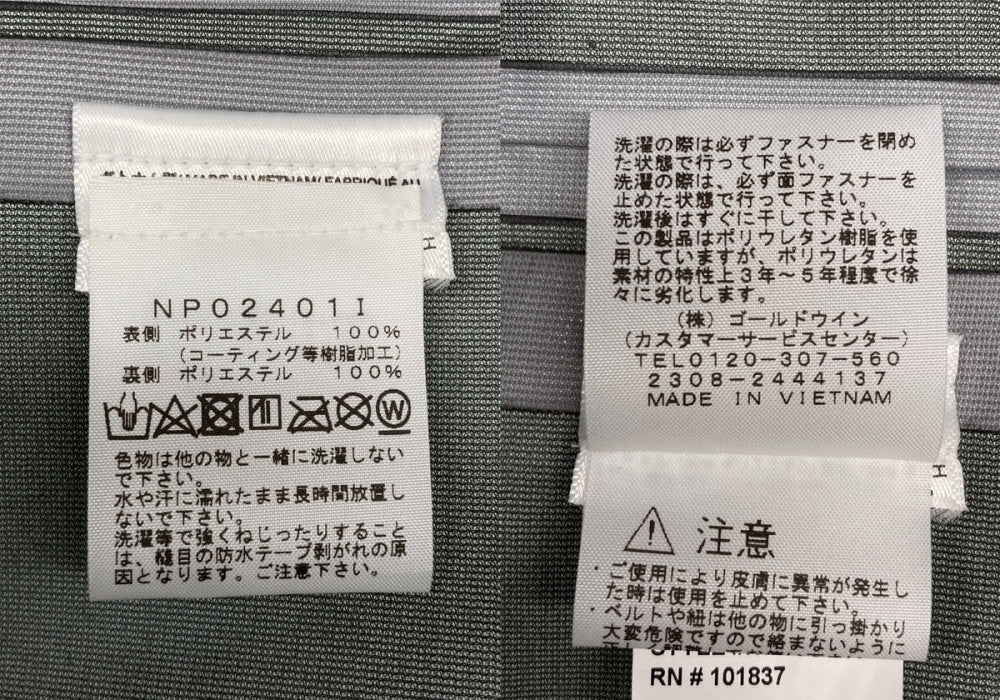 MADE IN VIETNAM/ FABRIQUÉ AU
NP02401I
表側 ポリエステル 100%
(コーティング等樹脂加工)
裏側 ポリエステル 100%
W
色物は他の物と一緒に洗濯しない
で下さい。
水や汗に濡れたまま長時間放置し
ないで下さい。
洗濯等で強くねじったりすること
は、縫目の防水テープ剥がれの原
因となります。ご注意下さい。
洗濯の際は必ずファスナーを閉め
た状態で行って下さい。
洗濯の際は、必ず面ファスナーを
止めた状態で行って下さい。
洗濯後はすぐに干して下さい。
この製品はポリウレタン樹脂を使
用していますが、ポリウレタンは
素材の特性上3年〜5年程度で徐
々に劣化します。
(株)ゴールドウイン
(カスタマーサービスセンター)
TEL0120-307-560
2308-2444137
MADE IN VIETNAM
エ
注意
・ご使用により皮膚に異常が発生し
た時は使用を止めて下さい。
・ベルトや紐は他の物に引っ掛かり
大変危険ですので絡まないように
RN # 101837